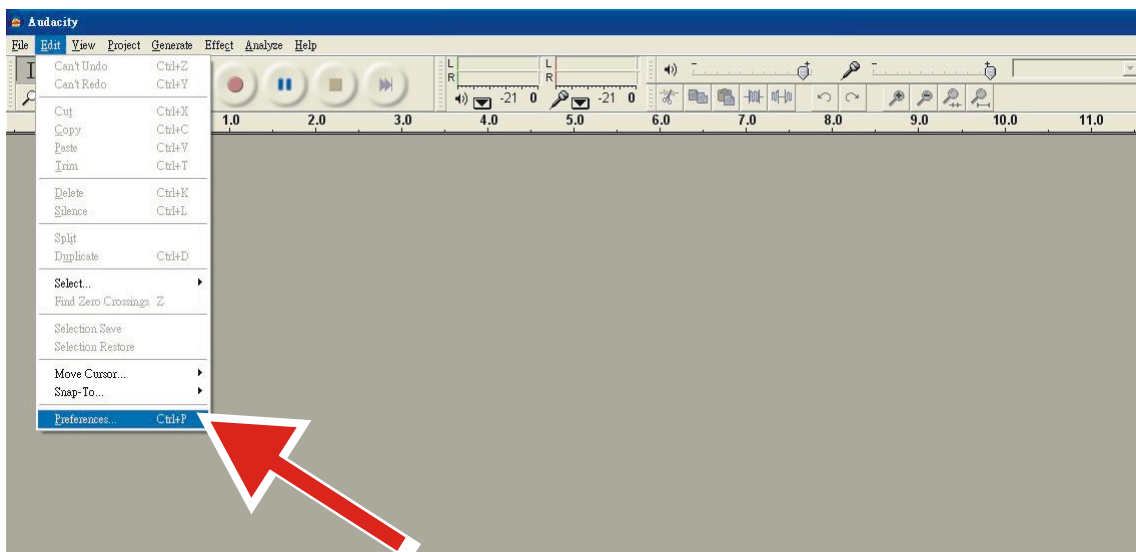 Audacity
File Edit View Project Generate Effect Analyze Help
Can't Undo Ctrl+Z
Can't Redo Ctrl+Y
Cut Ctrl+X
Copy Ctrl+C
Paste Ctrl+V
Trim Ctrl+T
Delete Ctrl+K
Silence Ctrl+L
Split
Duplicate Ctrl+D
Select...
Find Zero Crossings Z
Selection Save
Selection Restore
Move Cursor...
Snap-To...
Preferences... Ctrl+P
L L
R R
-21 0 -21 0
1.0 2.0 3.0 4.0 5.0 6.0 7.0 8.0 9.0 10.0 11.0